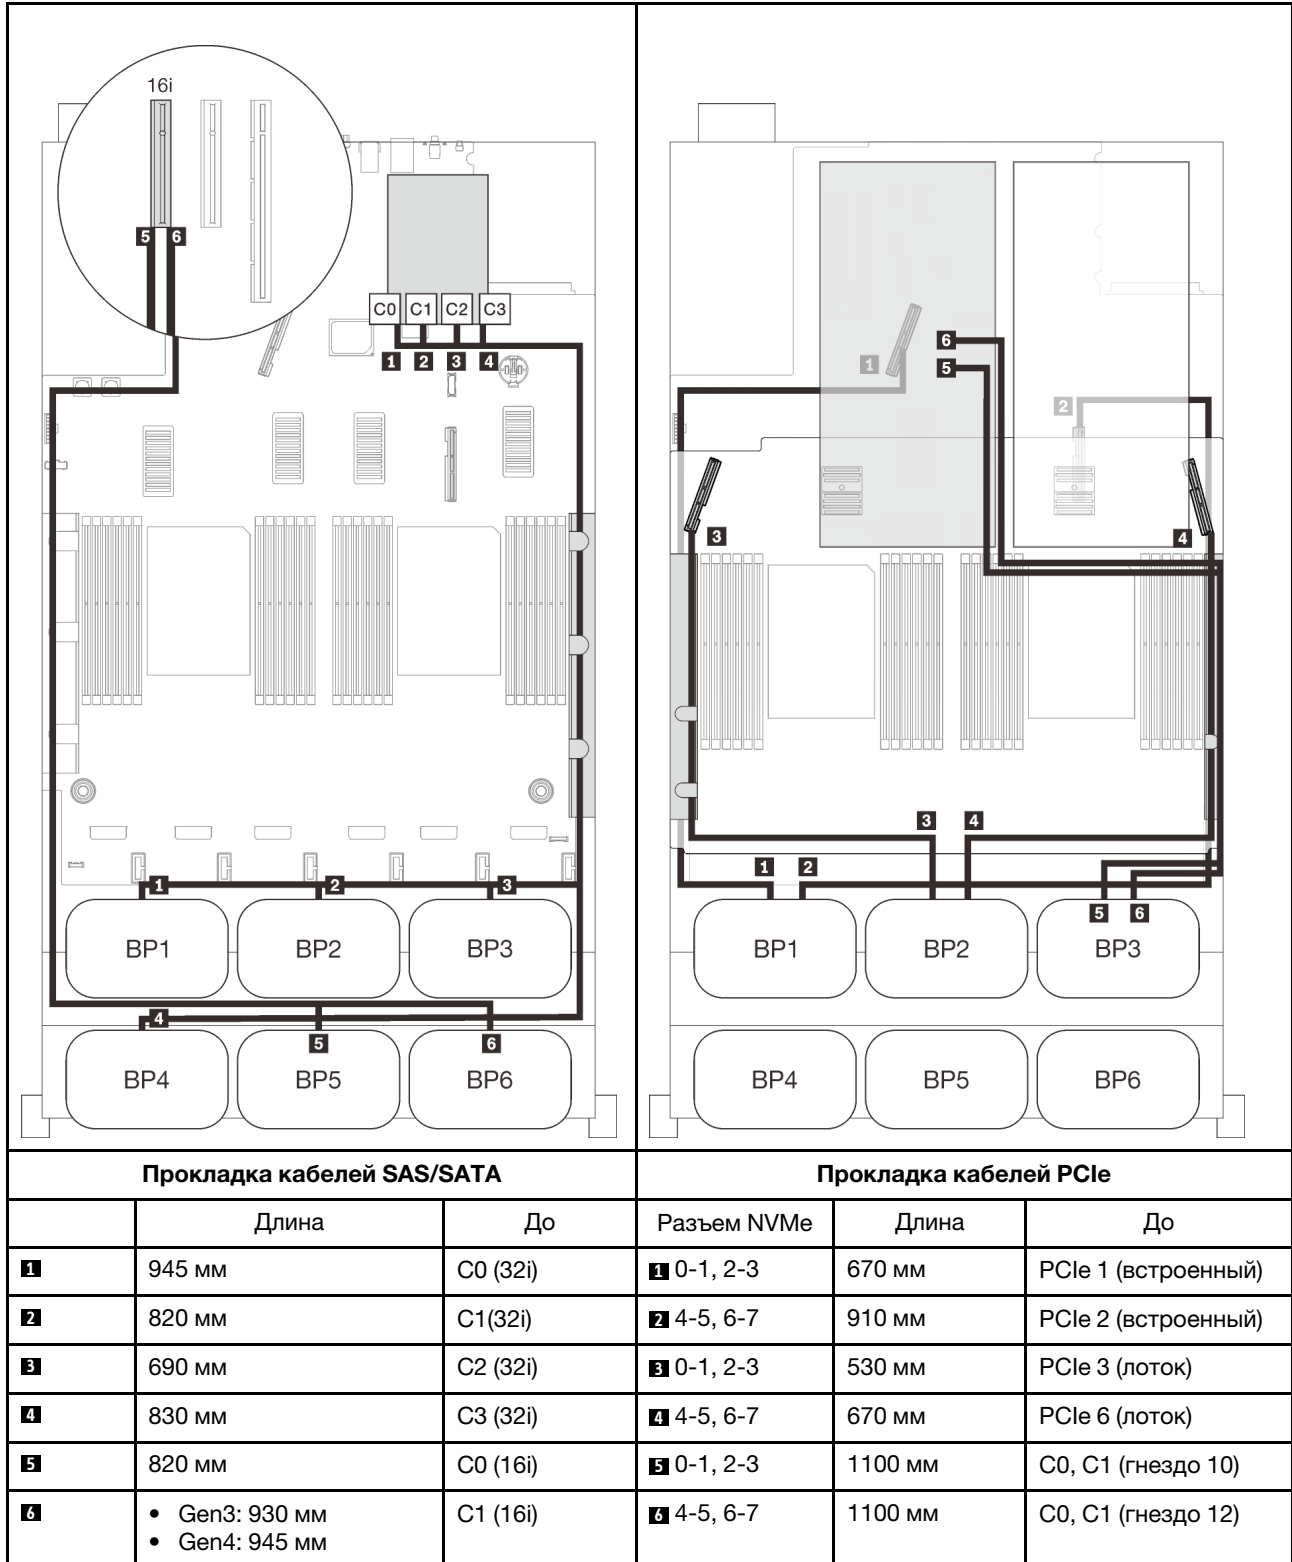 16i
5 6
C0 C1 C2 C3
1 2 3 4
1 2 3
BP1 BP2 BP3
4 5 6
BP4 BP5 BP6
6
1 5
2
3 4
3 4
1 2
5 6
BP1 BP2 BP3
BP4 BP5 BP6
Прокладка кабелей SAS/SATA
Прокладка кабелей PCIe
Длина До Разъем NVMe Длина До
1 945 мм C0 (32i) 1 0-1, 2-3 670 мм PCIe 1 (встроенный)
2 820 мм C1(32i) 2 4-5, 6-7 910 мм PCIe 2 (встроенный)
3 690 мм C2 (32i) 3 0-1, 2-3 530 мм PCIe 3 (лоток)
4 830 мм C3 (32i) 4 4-5, 6-7 670 мм PCIe 6 (лоток)
5 820 мм C0 (16i) 5 0-1, 2-3 1100 мм C0, C1 (гнездо 10)
6 • Gen3: 930 мм C1 (16i) 6 4-5, 6-7 1100 мм C0, C1 (гнездо 12)
• Gen4: 945 мм